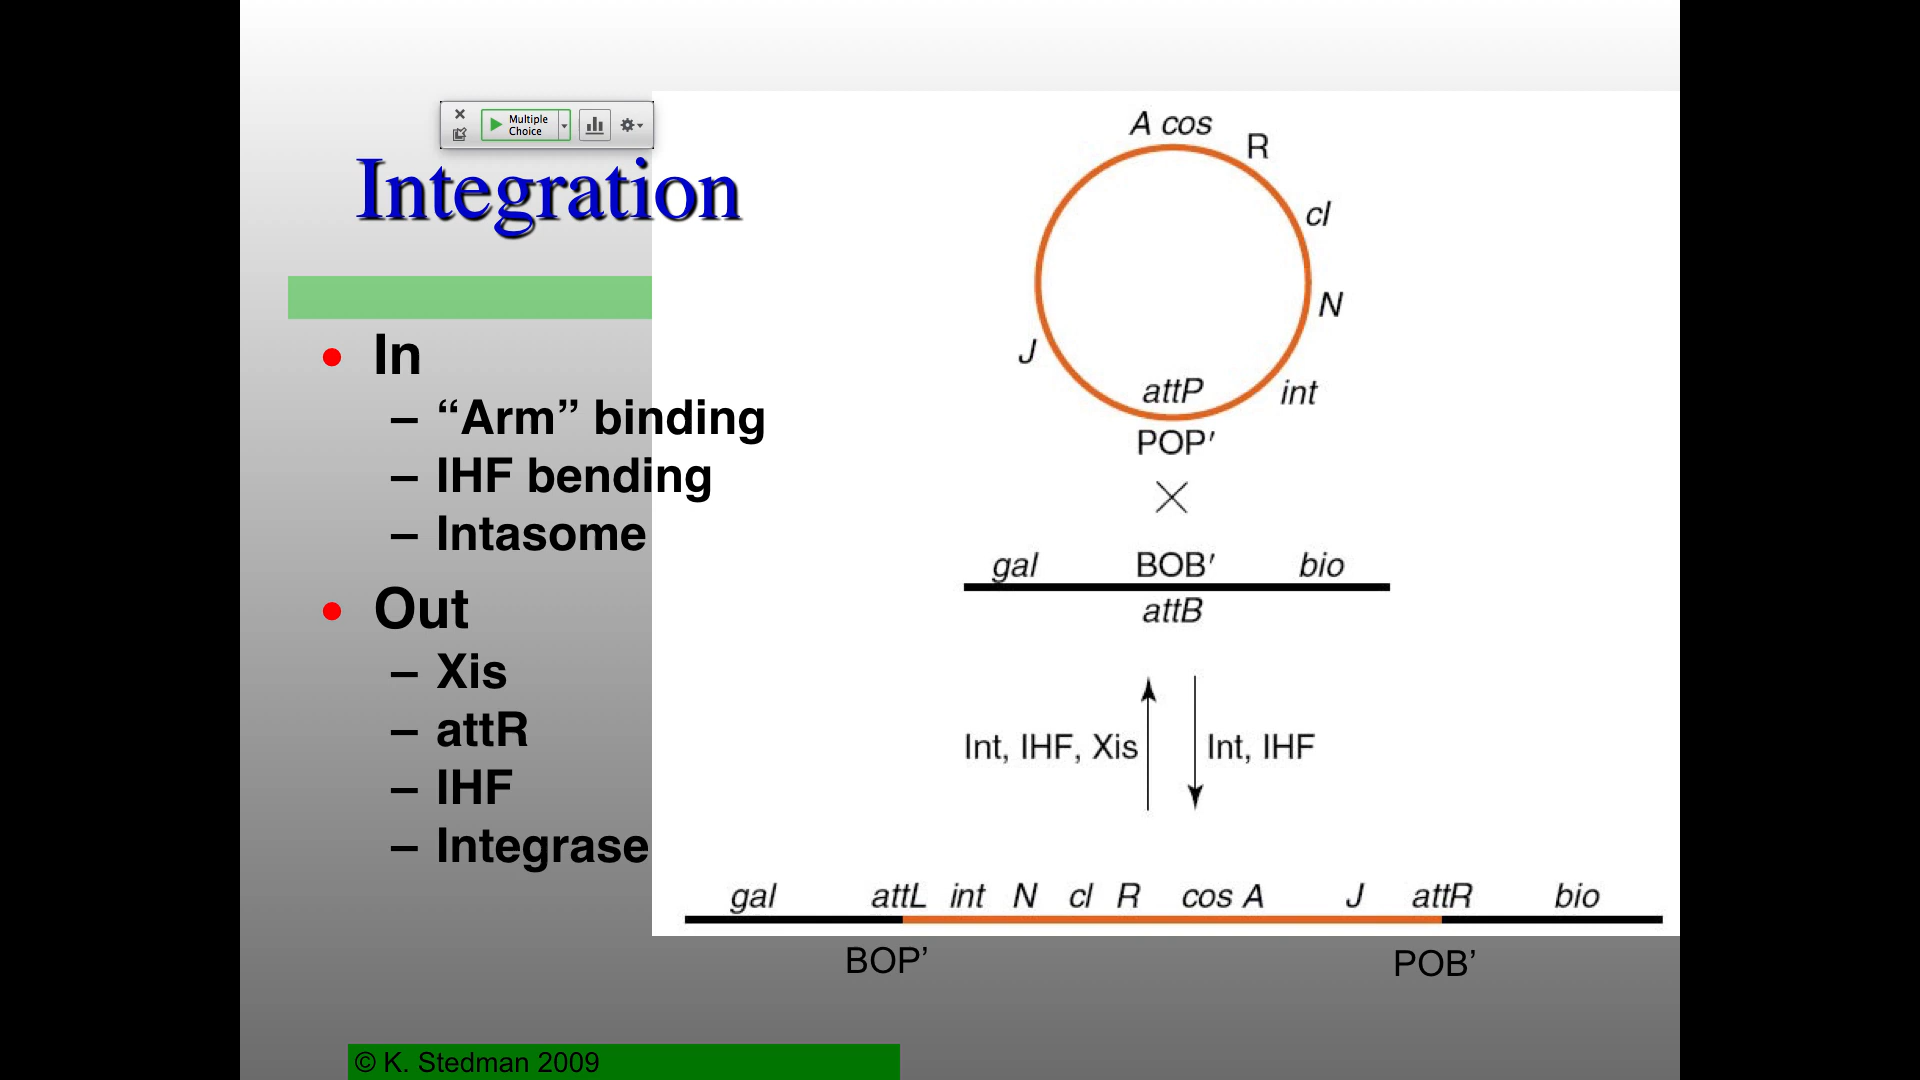 Multiple
Choice
Integration
• In
– “Arm” binding
– IHF bending
– Intasome
• Out
– Xis
– attR
– IHF
– Integrase
A cos
R
cI
N
int
J
attP
POP′
gal BOB′ bio
attB
Int, IHF, Xis Int, IHF
gal attL int N cI R cos A J attR bio
BOP’ POB’
© K. Stedman 2009